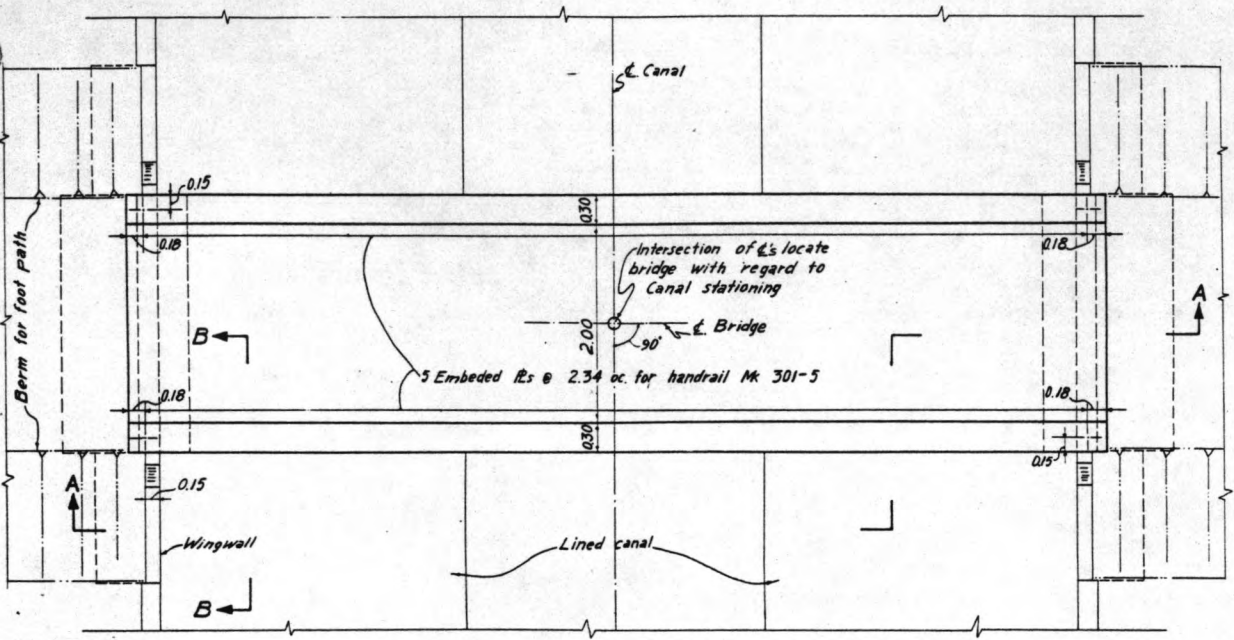 ℄ Canal
0.15
0.30
0.18
0.18
Intersection of ℄'s locate
bridge with regard to
Canal stationing
Berm for foot path
A
B
2.00
℄ Bridge
90°
5 Embeded ℞s @ 2.34 oc. for handrail Mk 301-5
0.18
0.18
0.30
0.15
A
0.15
Wingwall
Lined canal
B